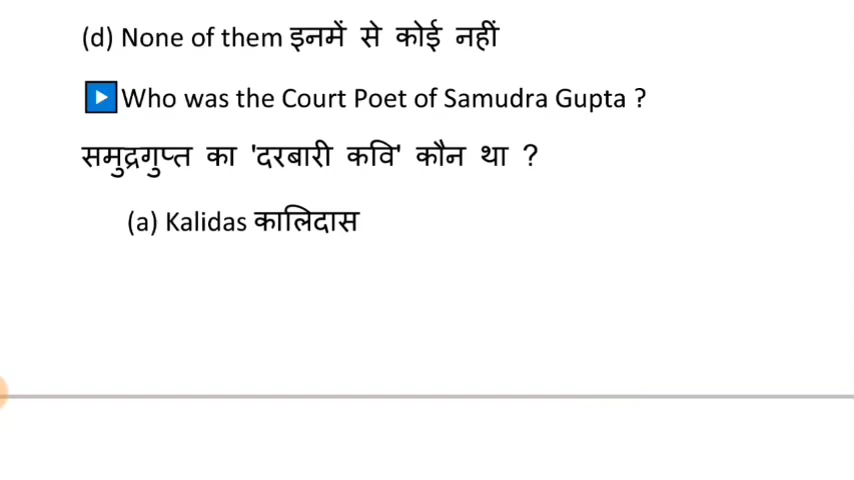 (d) None of them इनमें से कोई नहीं
Who was the Court Poet of Samudra Gupta ?
समुद्रगुप्त का 'दरबारी कवि' कौन था ?
(a) Kalidas कालिदास